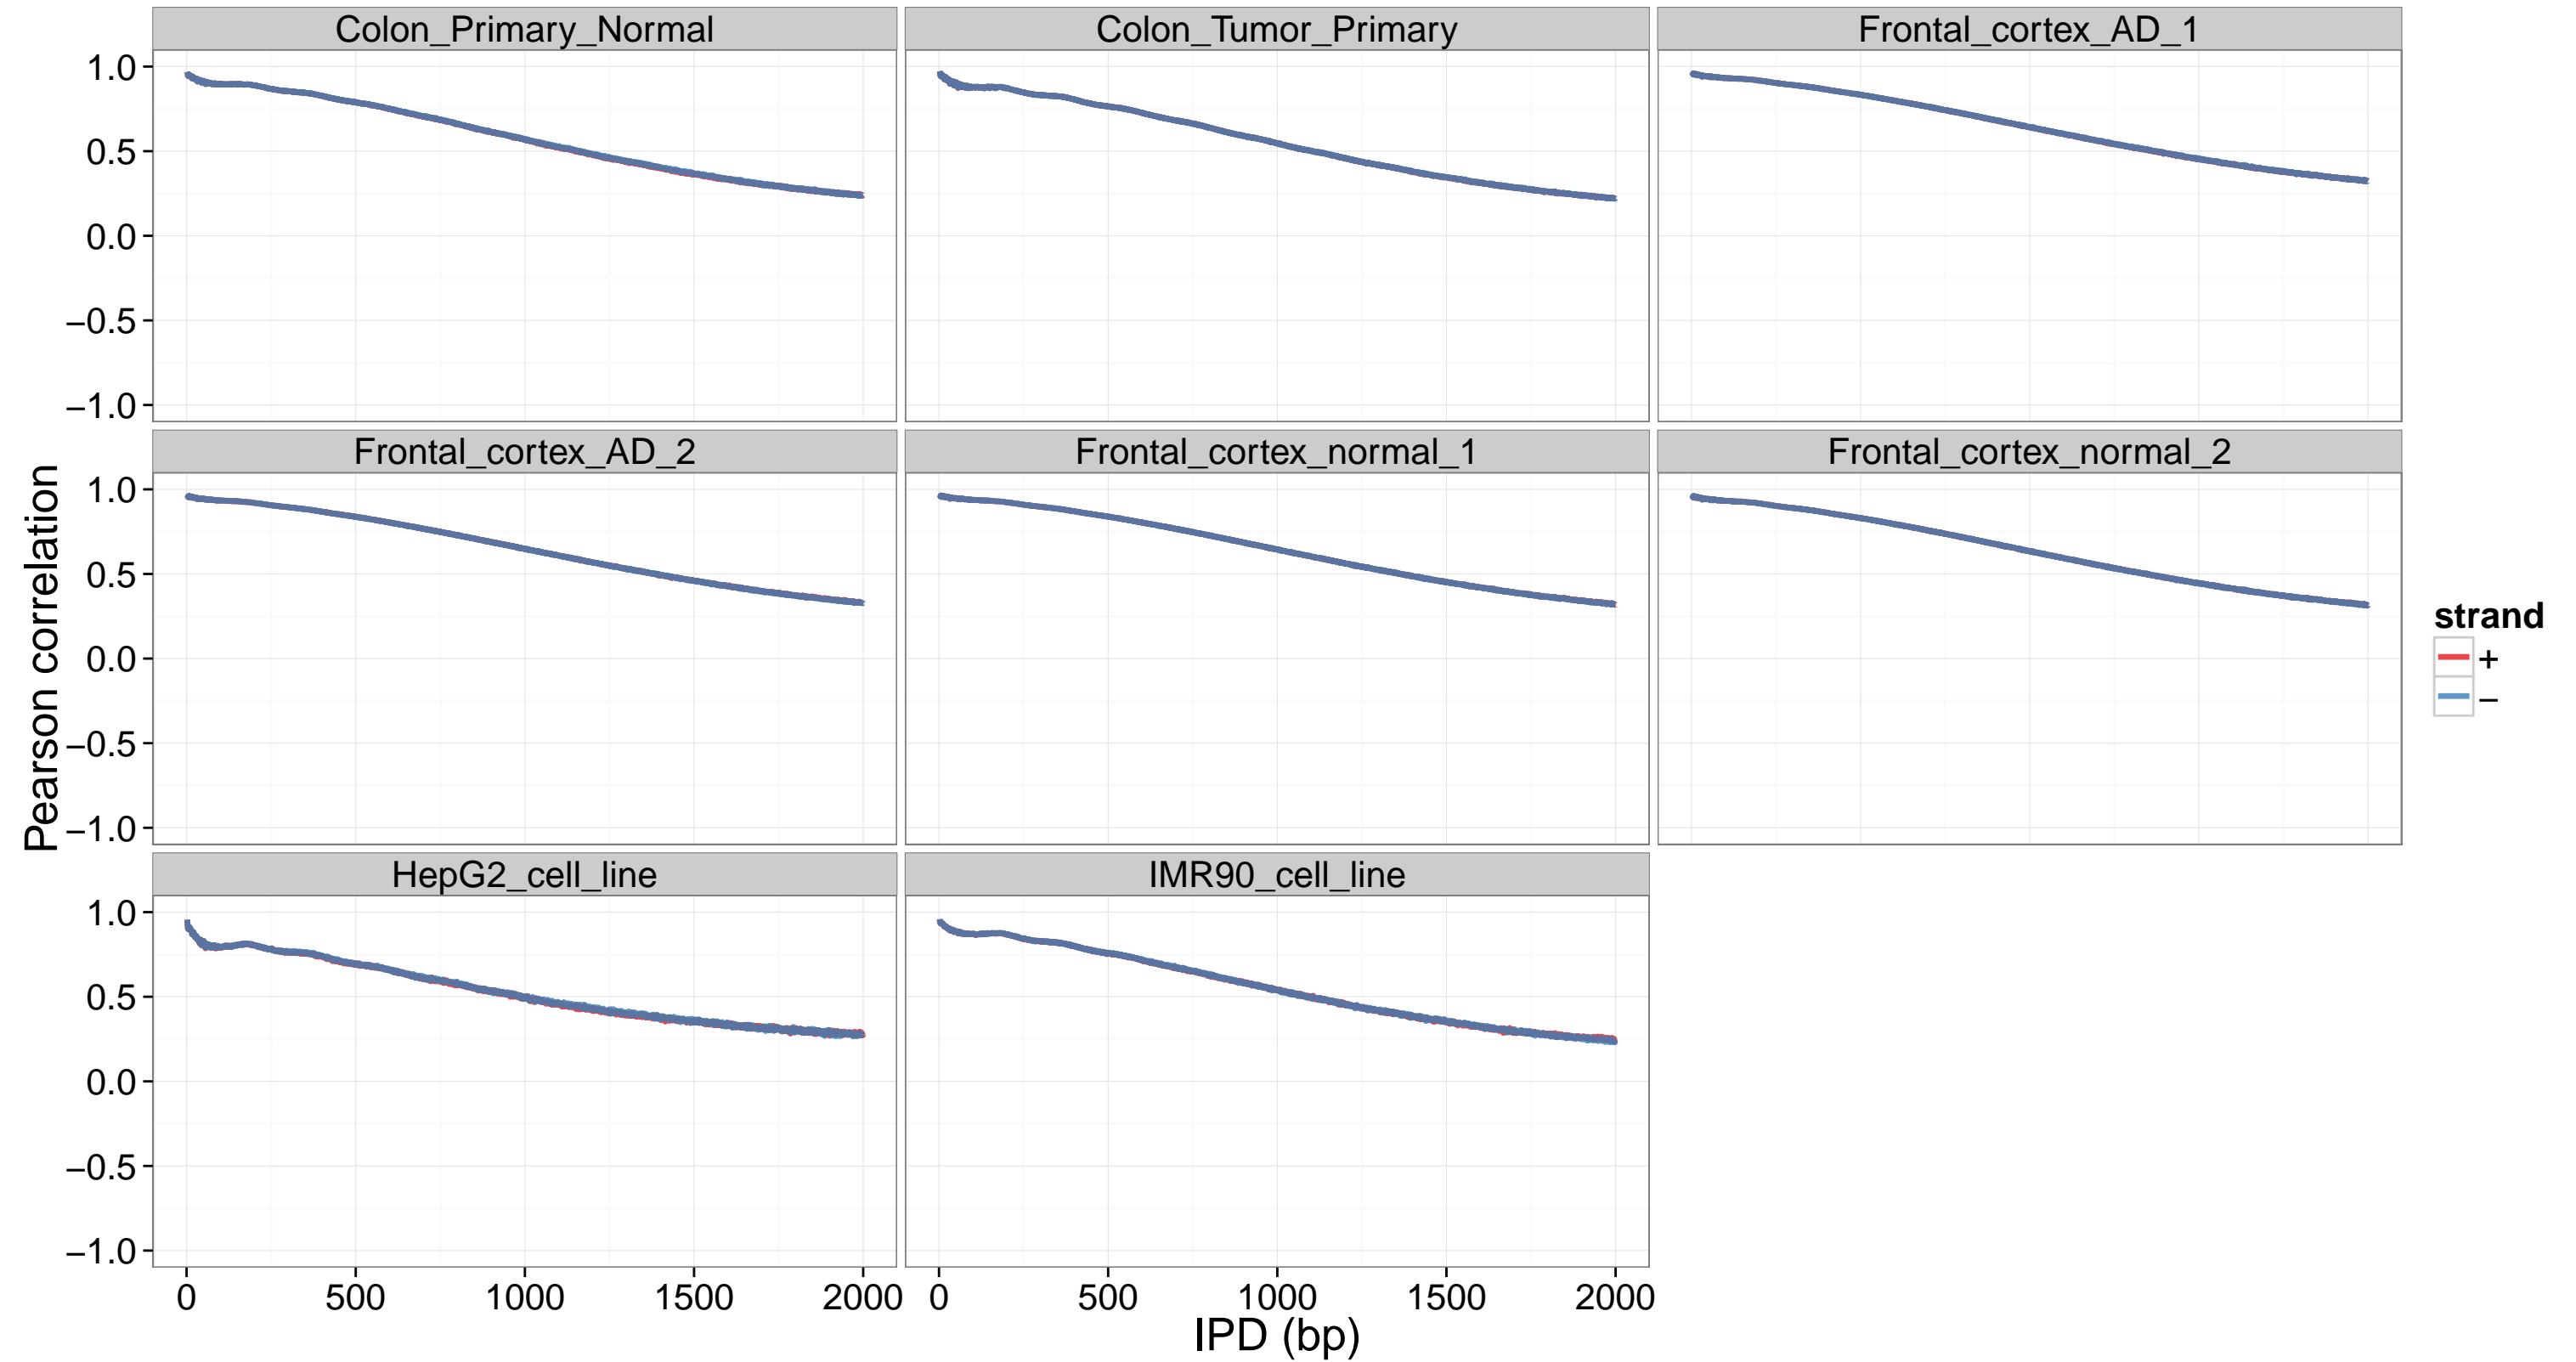 Colon_Primary_Normal
Colon_Tumor_Primary
Frontal_cortex_AD_1
1.0
0.5
0.0
−0.5
−1.0
Frontal_cortex_AD_2
Frontal_cortex_normal_1
Frontal_cortex_normal_2
1.0
0.5
0.0
−0.5
−1.0
Pearson correlation
HepG2_cell_line
IMR90_cell_line
1.0
0.5
0.0
−0.5
−1.0
0 500 1000 1500 2000
0 500 1000 1500 2000
IPD (bp)
strand
+
−